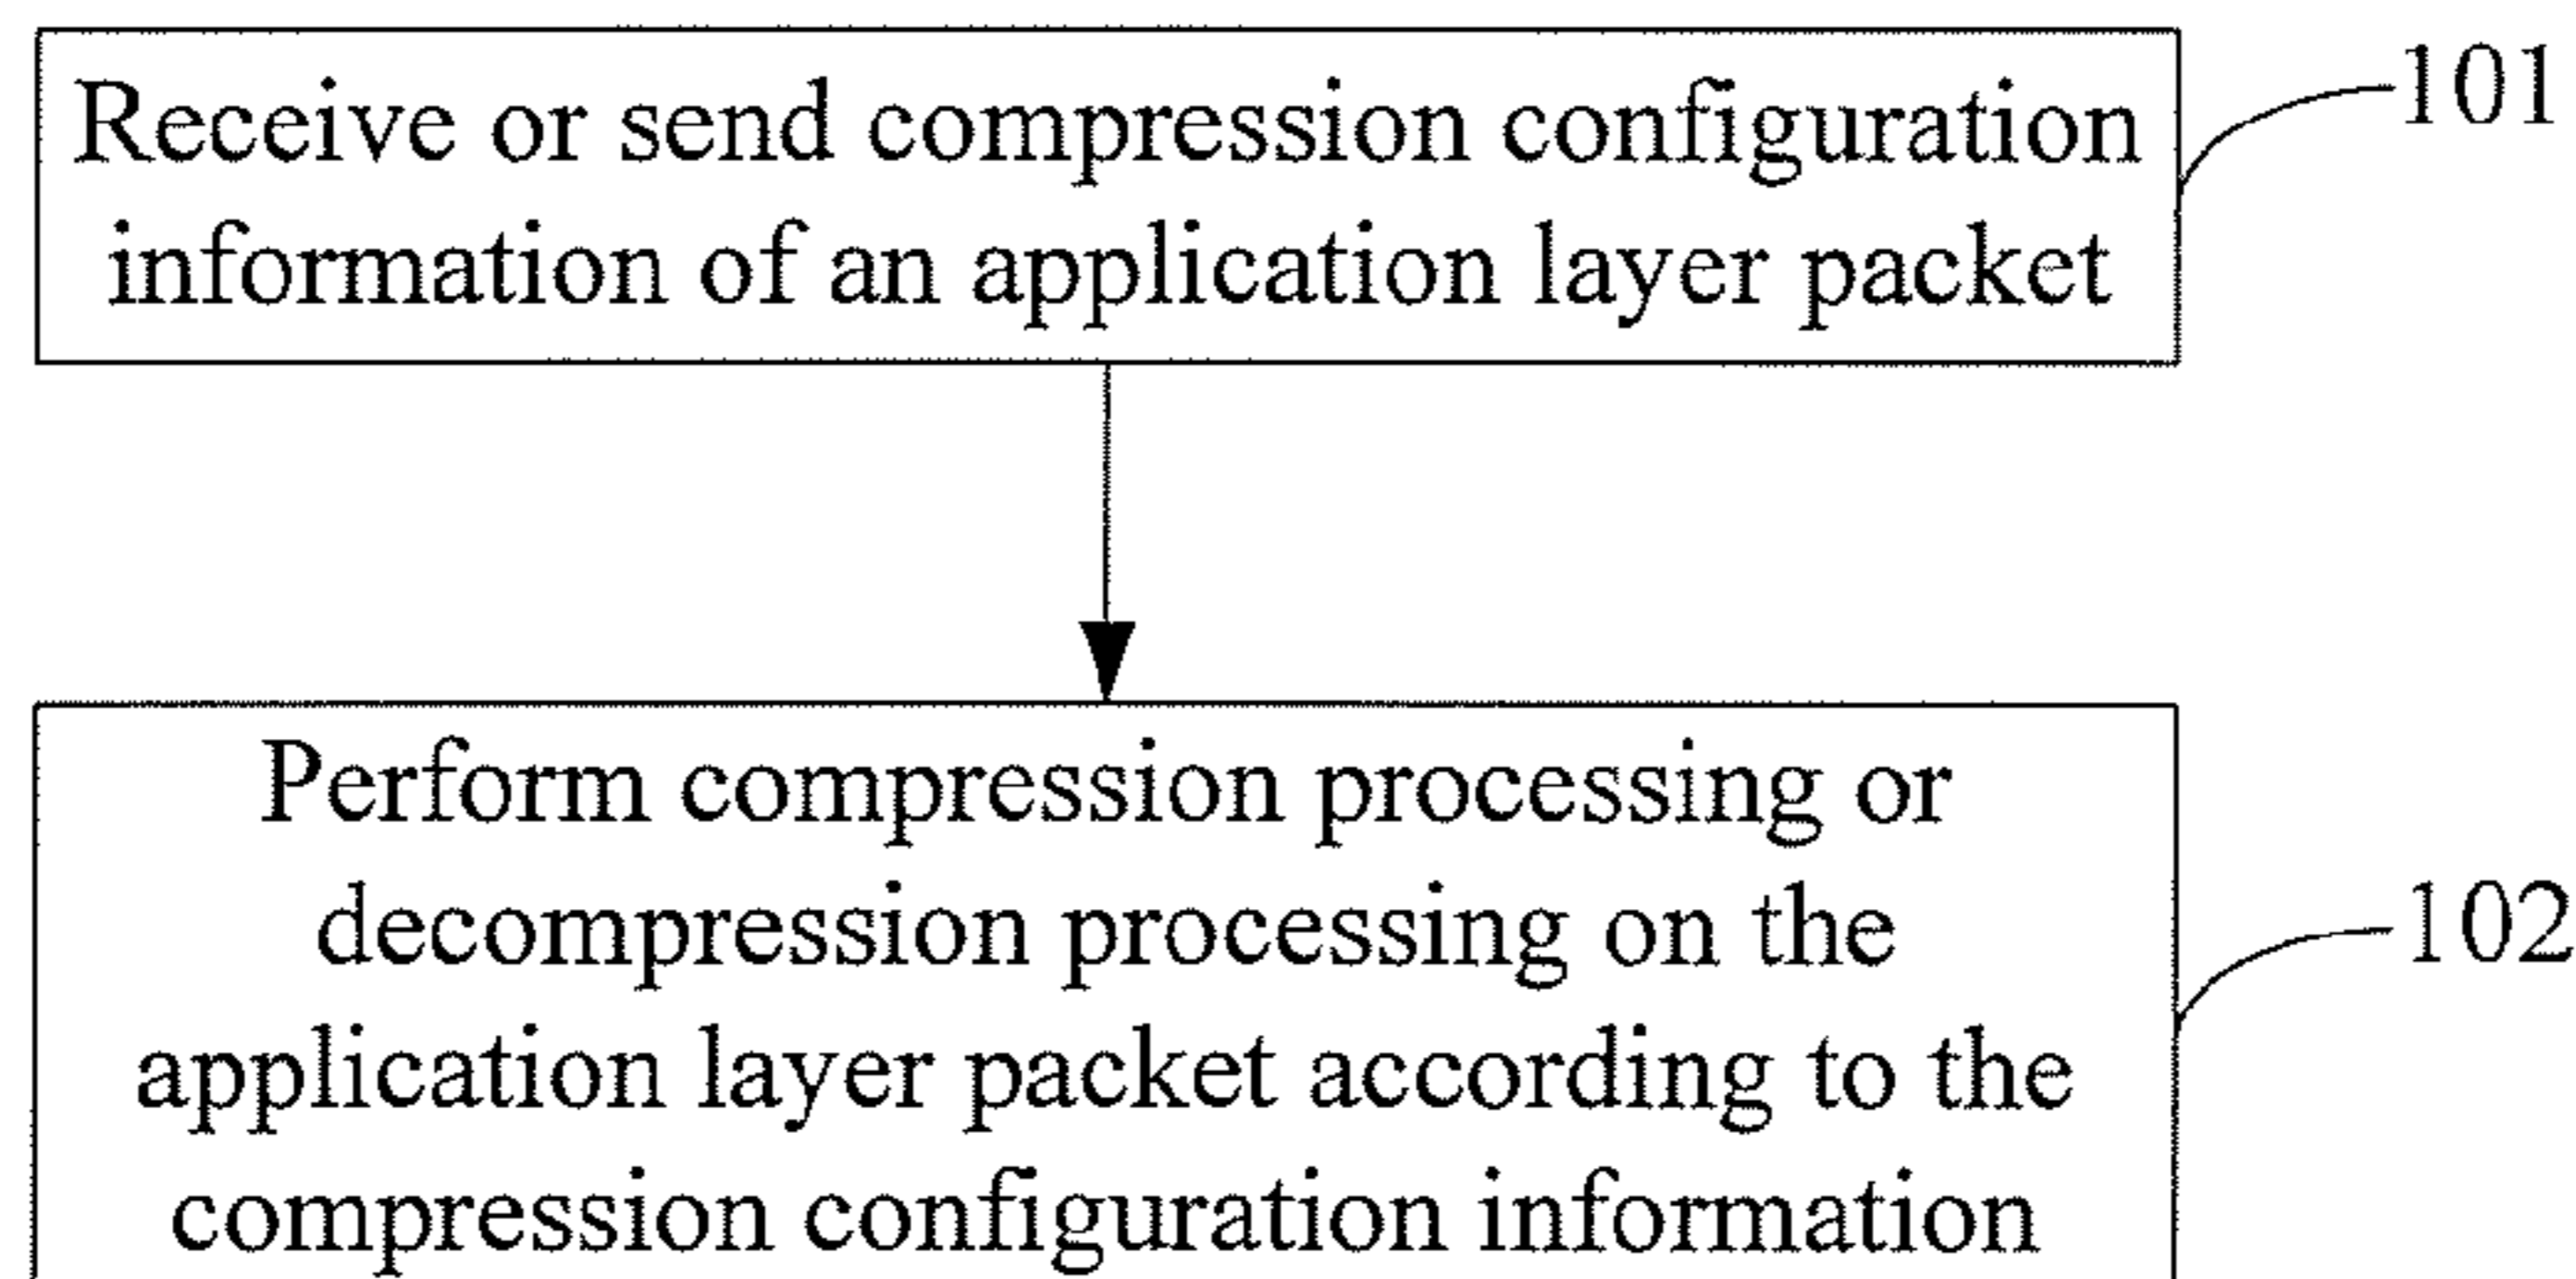 Receive or send compression configuration
information of an application layer packet
101
Perform compression processing or
decompression processing on the
application layer packet according to the
compression configuration information
102